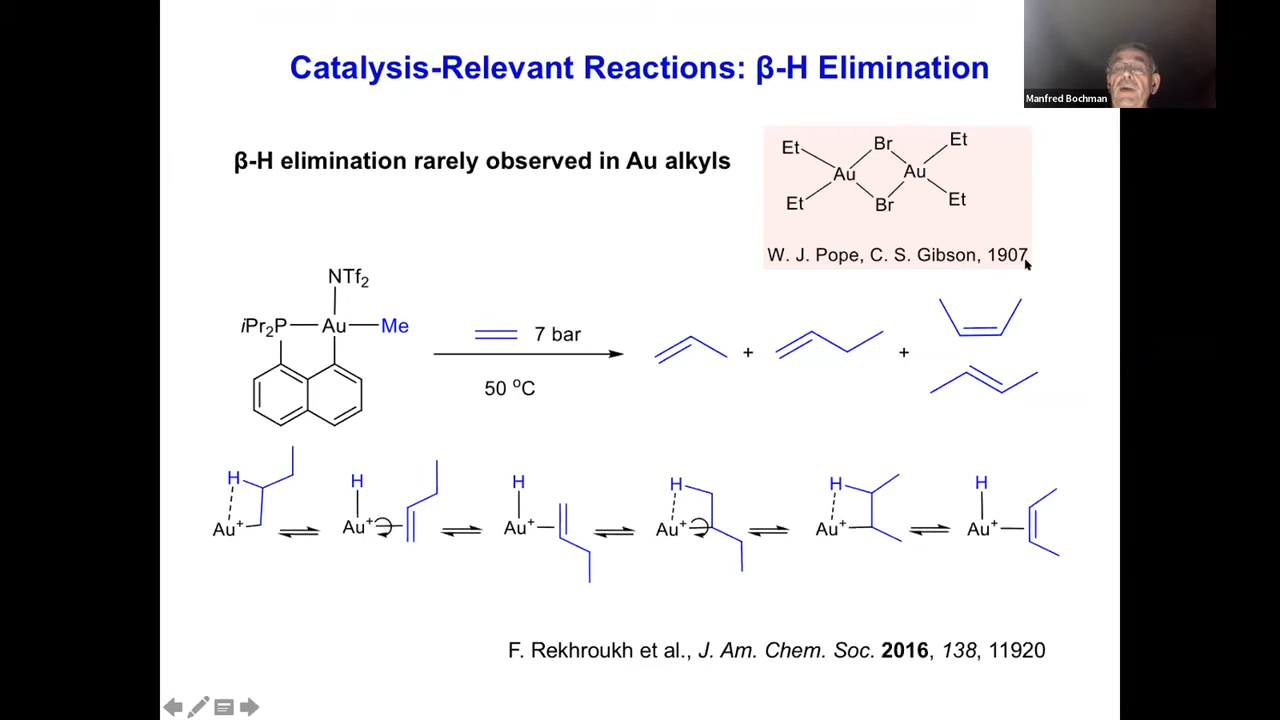 Catalysis-Relevant Reactions: β-H Elimination
Manfred Bochman
β-H elimination rarely observed in Au alkyls
Et Br Et
Au Au
Et Br Et
W. J. Pope, C. S. Gibson, 1907
NTf2
iPr2P Au Me
7 bar
50 °C
+ +
H H H H H H
Au+ Au+ Au+ Au+ Au+ Au+
F. Rekhroukh et al., J. Am. Chem. Soc. 2016, 138, 11920